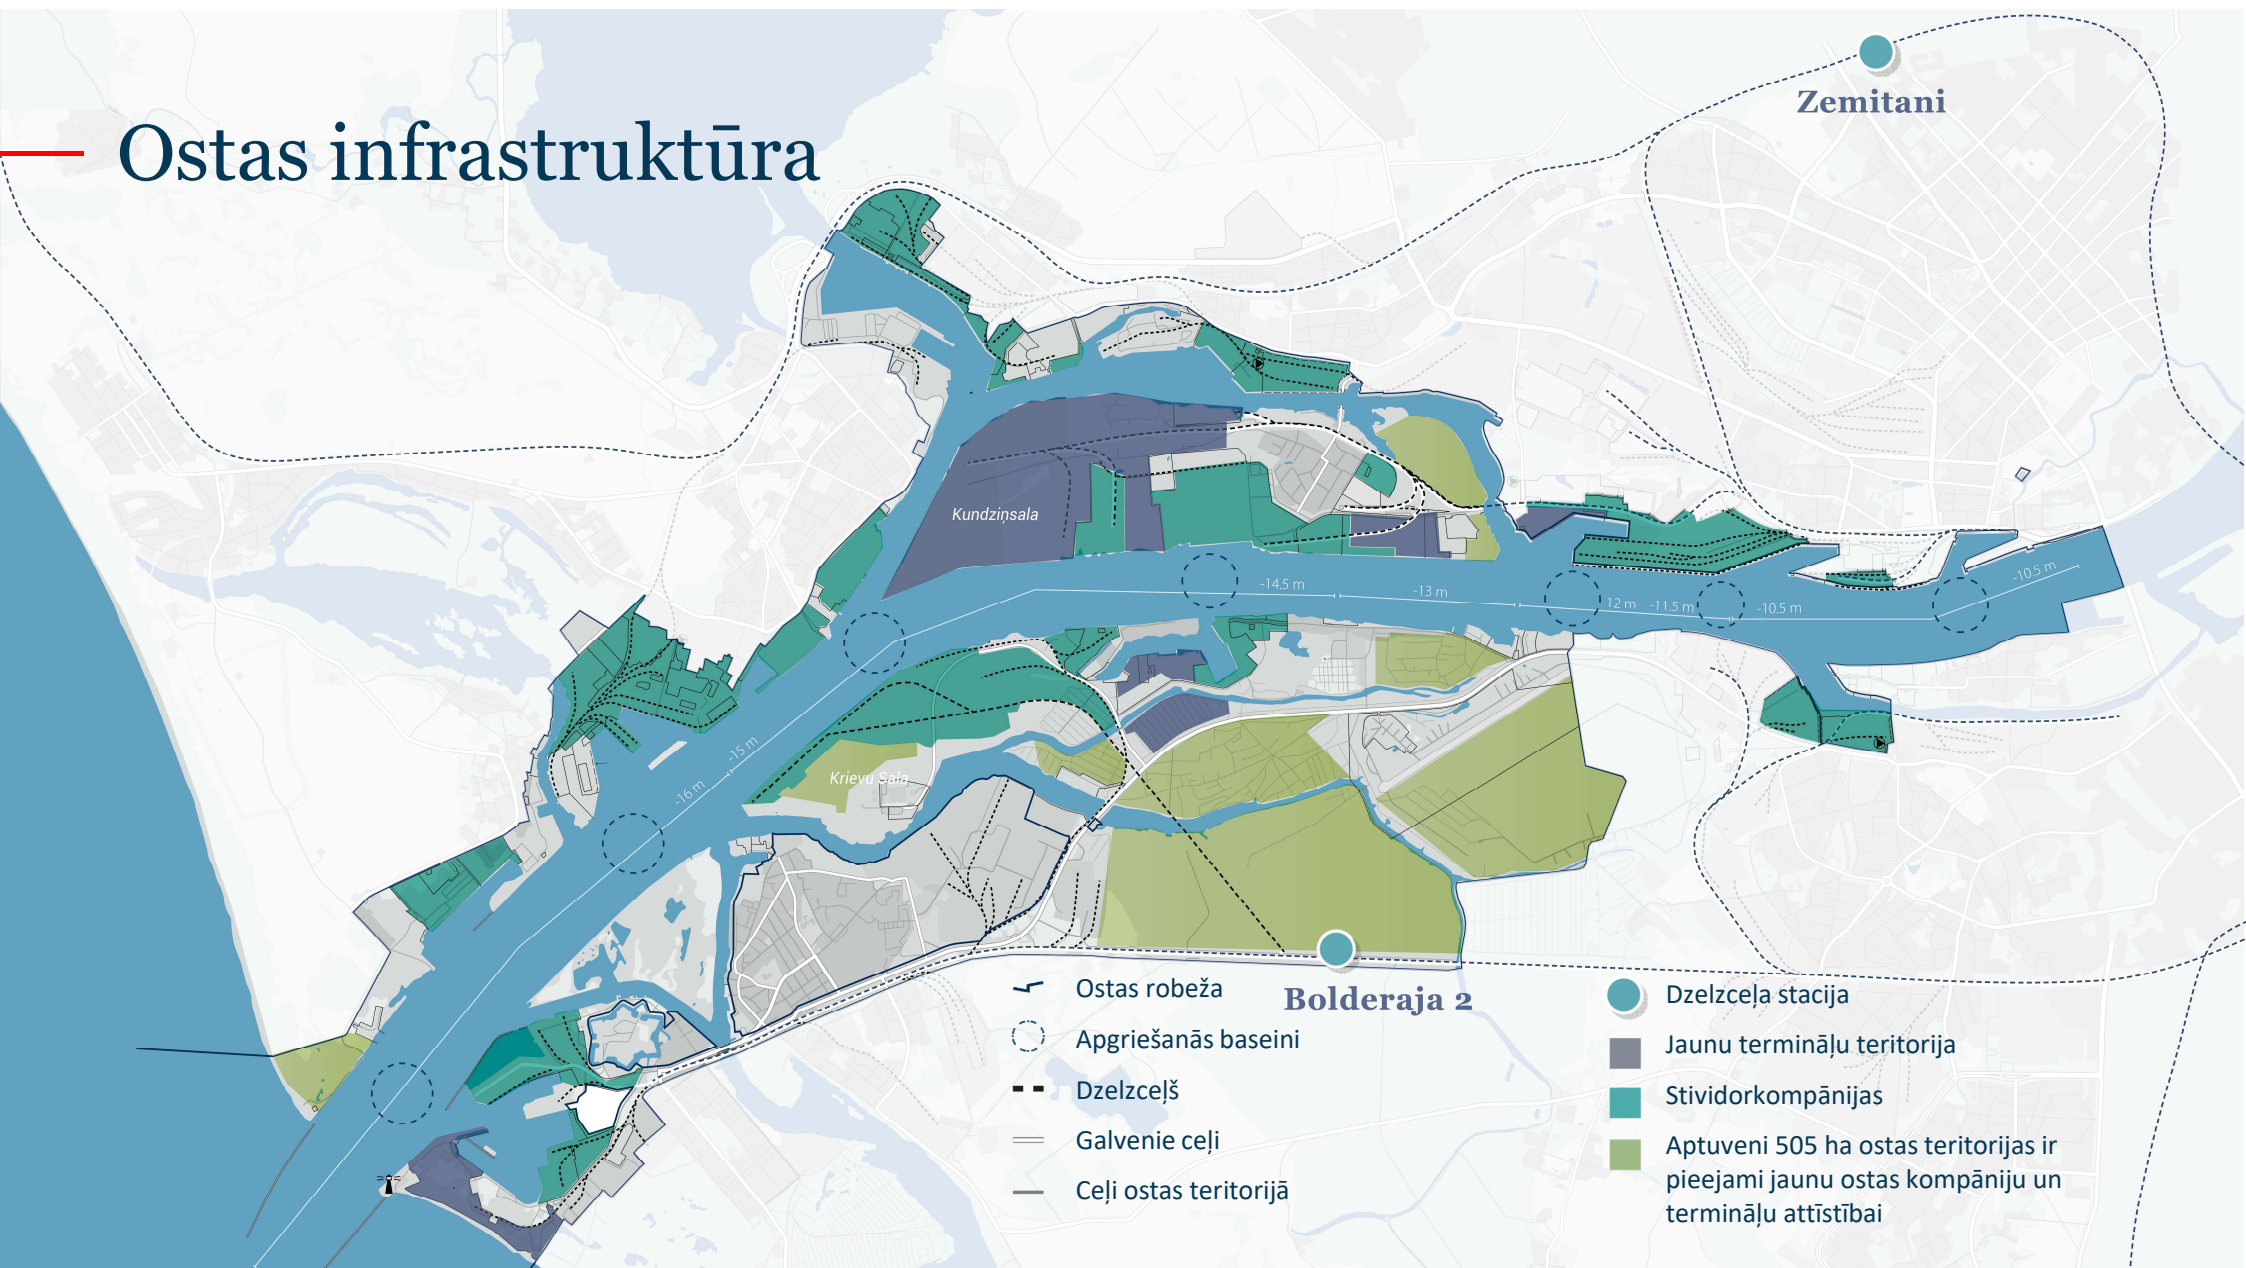 Zemitani
Ostas infrastruktūra
Kundziņsala
-14.5 m
-13 m
12 m
-11.5 m
-10.5 m
-10.5 m
-15 m
-16 m
Krievu Sala
Bolderaja 2
Ostas robeža
Apgriešanās baseini
Dzelzceļš
Galvenie ceļi
Ceļi ostas teritorijā
Dzelzceļa stacija
Jaunu termināļu teritorija
Stividorkompānijas
Aptuveni 505 ha ostas teritorijas ir
pieejami jaunu ostas kompāniju un
termināļu attīstībai